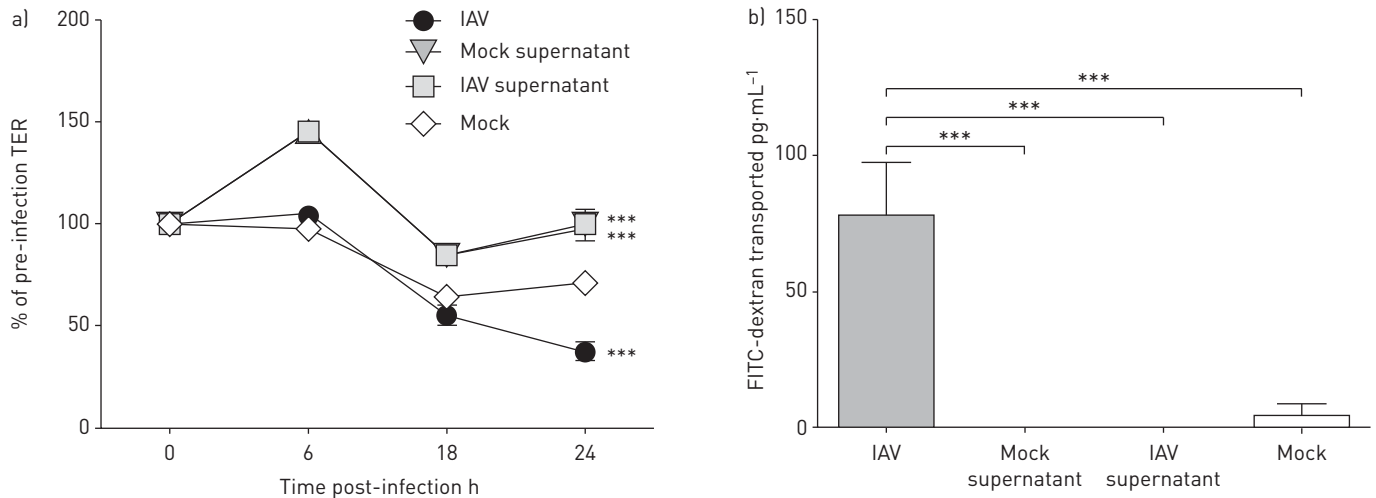 a)
200
150
100
50
0
% of pre-infection TER
0 6 18 24
Time post-infection h
IAV
Mock supernatant
IAV supernatant
Mock
***
***
***
b)
150
100
50
0
FITC-dextran transported pg·mL⁻¹
***
***
***
IAV Mock supernatant IAV supernatant Mock